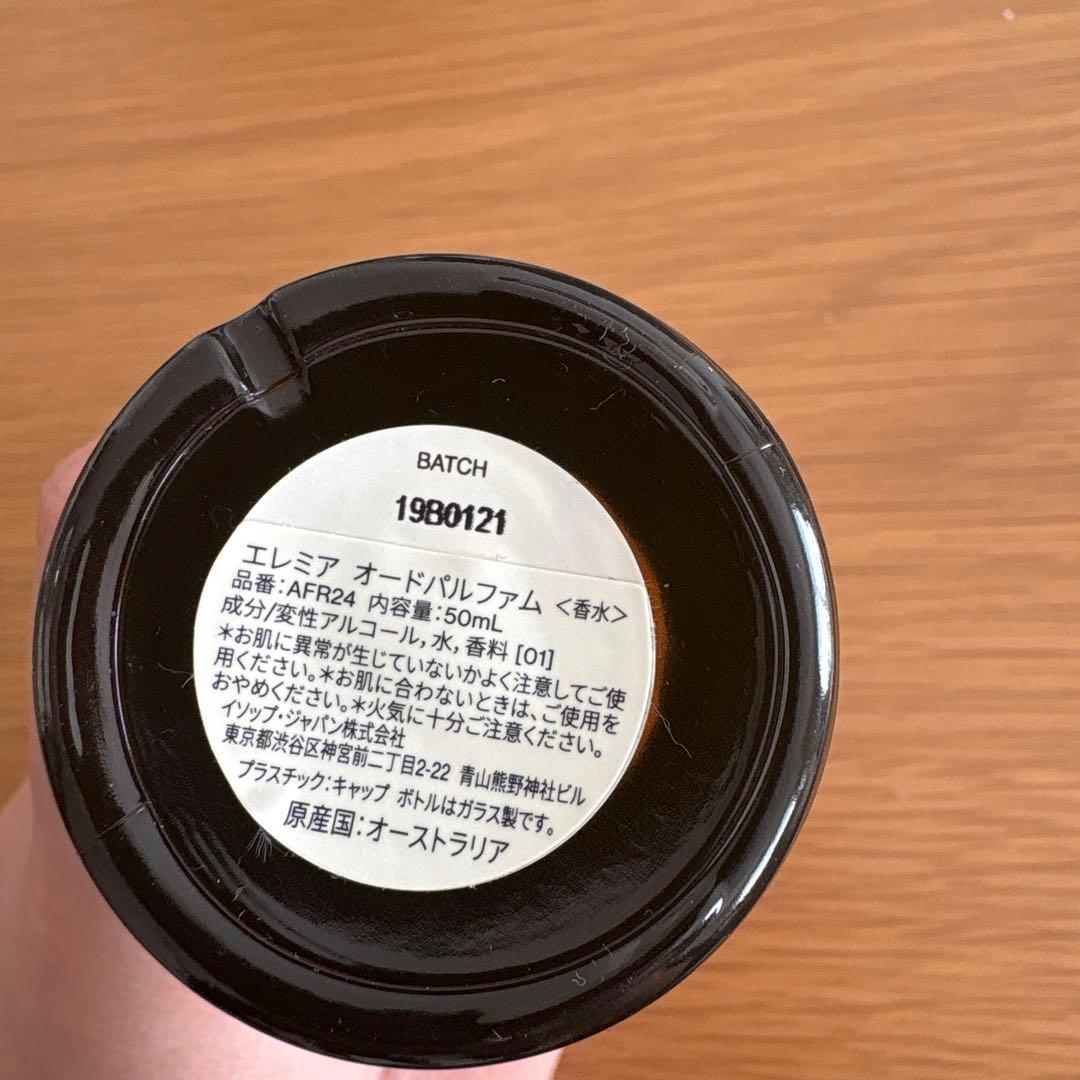 BATCH
19B0121
エレミア オードパルファム <香水>
品番:AFR24 内容量:50mL
成分/変性アルコール, 水, 香料 [01]
*お肌に異常が生じていないかよく注意してご使
用ください。*お肌に合わないときは、ご使用を
おやめください。*火気に十分ご注意ください。
イソップ・ジャパン株式会社
東京都渋谷区神宮前二丁目2-22 青山熊野神社ビル
プラスチック:キャップ ボトルはガラス製です。
原産国:オーストラリア